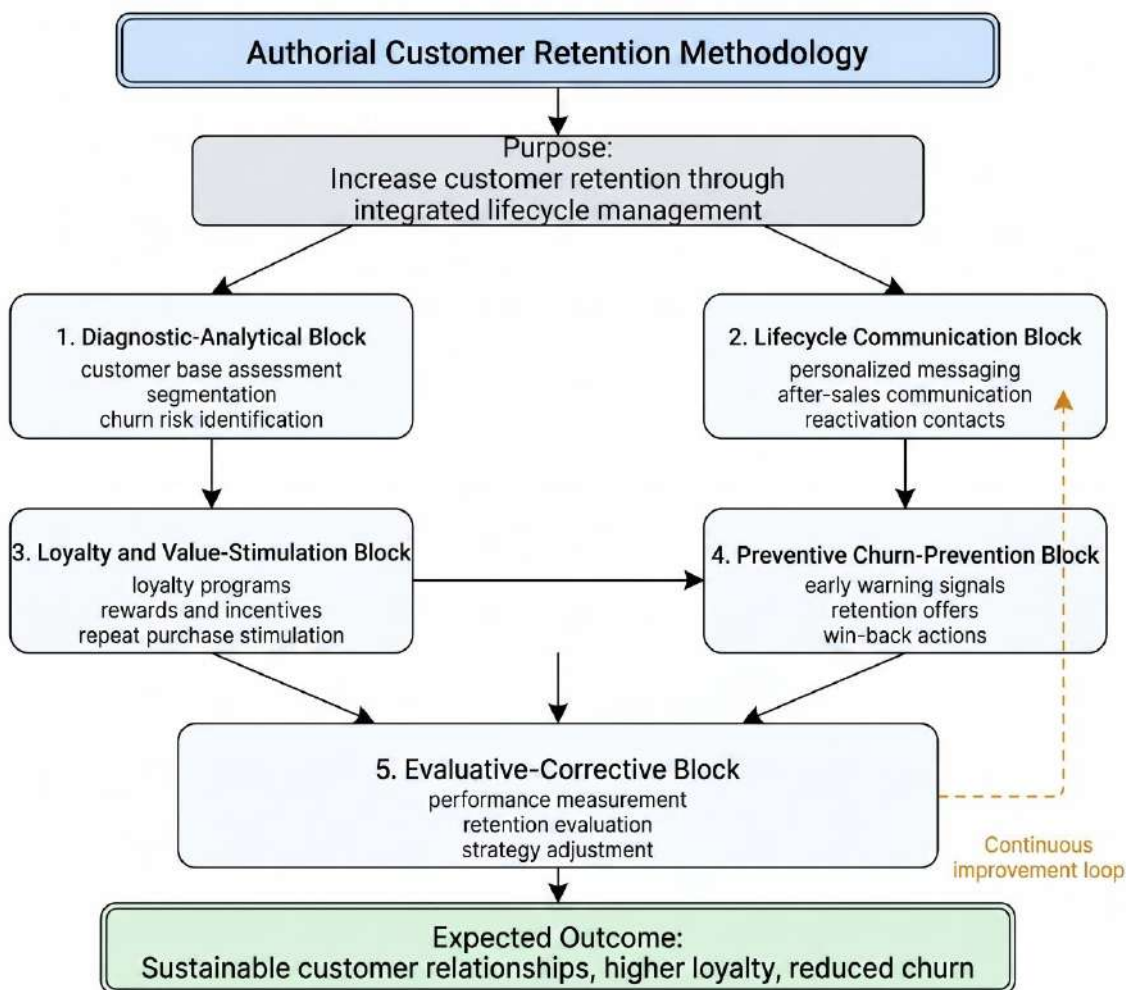 Authorial Customer Retention Methodology
Purpose:
Increase customer retention through
integrated lifecycle management
1. Diagnostic-Analytical Block
customer base assessment
segmentation
churn risk identification
2. Lifecycle Communication Block
personalized messaging
after-sales communication
reactivation contacts
3. Loyalty and Value-Stimulation Block
loyalty programs
rewards and incentives
repeat purchase stimulation
4. Preventive Churn-Prevention Block
early warning signals
retention offers
win-back actions
5. Evaluative-Corrective Block
performance measurement
retention evaluation
strategy adjustment
Continuous
improvement loop
Expected Outcome:
Sustainable customer relationships, higher loyalty, reduced churn